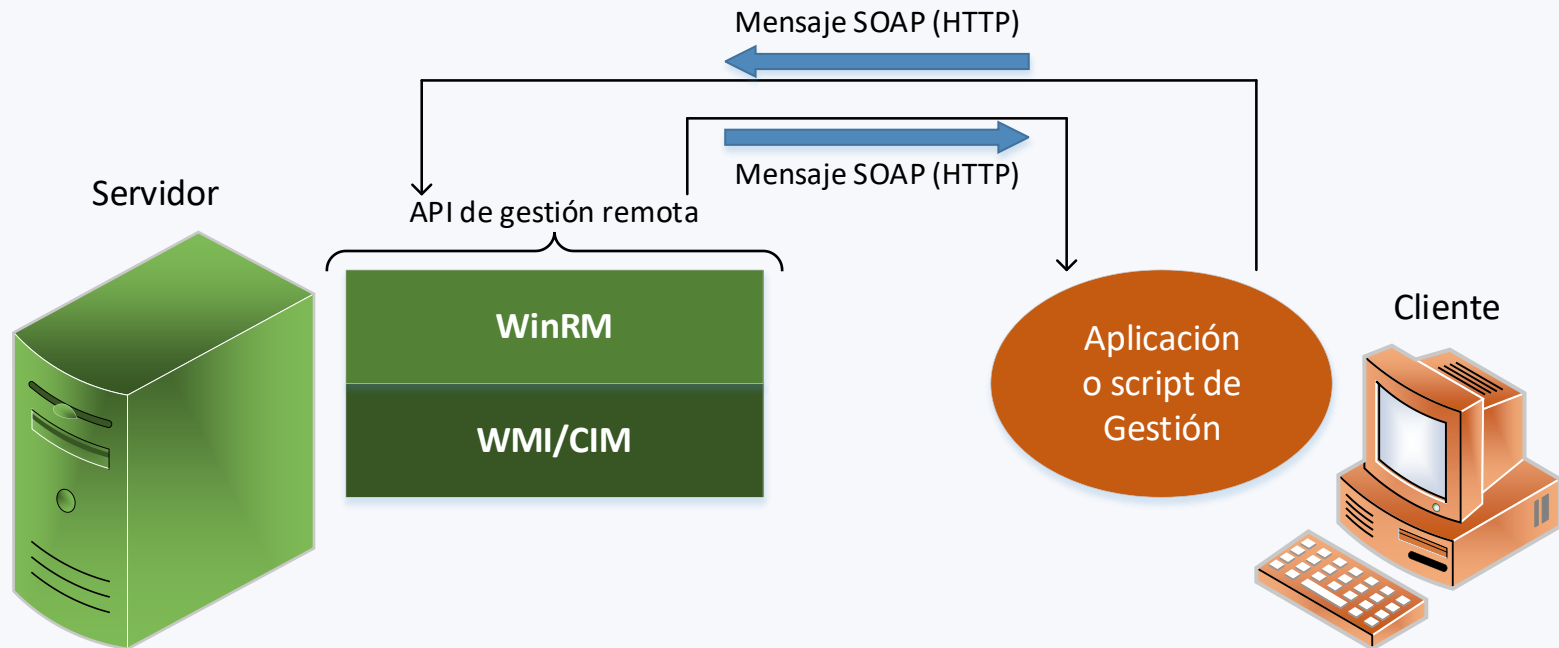 Mensaje SOAP (HTTP)
Mensaje SOAP (HTTP)
Servidor
API de gestión remota
WinRM
WMI/CIM
Aplicación
o script de
Gestión
Cliente